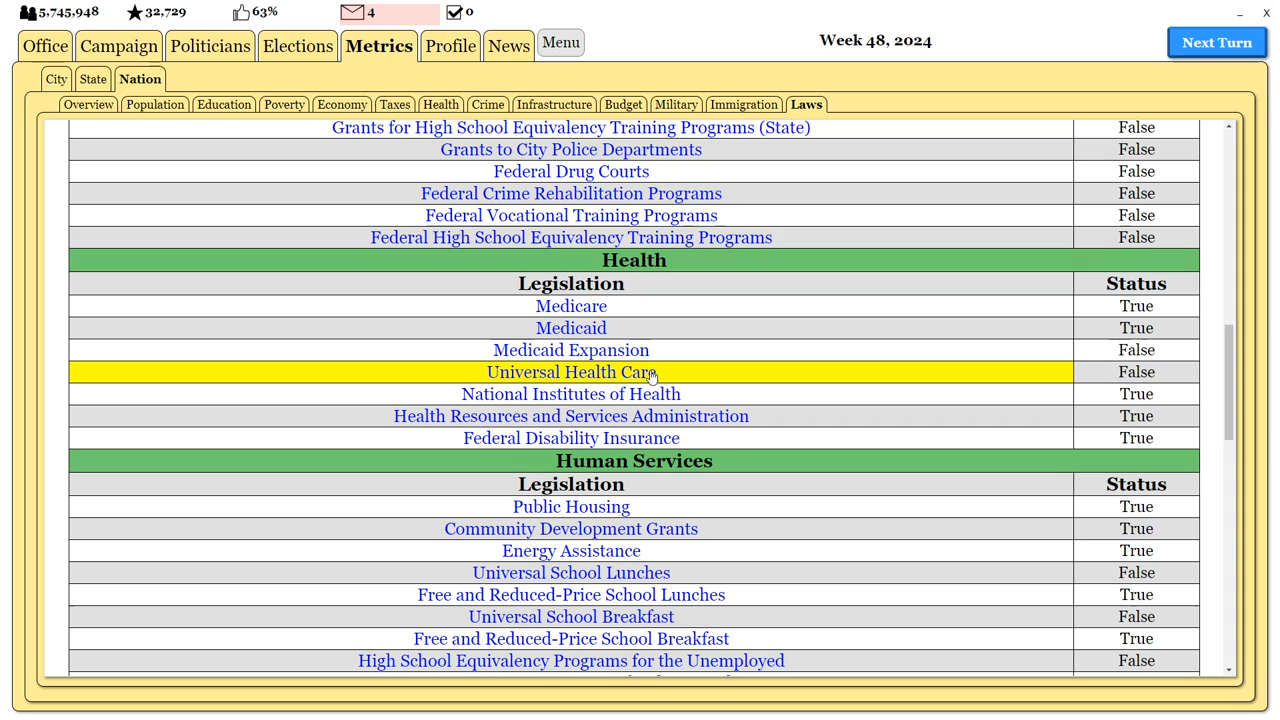 5,745,948 32,729 63% 4 0 _ X
Office Campaign Politicians Elections Metrics Profile News Menu Week 48, 2024 Next Turn
City State Nation
Overview Population Education Poverty Economy Taxes Health Crime Infrastructure Budget Military Immigration Laws
Grants for High School Equivalency Training Programs (State) False
Grants to City Police Departments False
Federal Drug Courts False
Federal Crime Rehabilitation Programs False
Federal Vocational Training Programs False
Federal High School Equivalency Training Programs False
Health
Legislation Status
Medicare True
Medicaid True
Medicaid Expansion False
Universal Health Care False
National Institutes of Health True
Health Resources and Services Administration True
Federal Disability Insurance True
Human Services
Legislation Status
Public Housing True
Community Development Grants True
Energy Assistance True
Universal School Lunches False
Free and Reduced-Price School Lunches True
Universal School Breakfast False
Free and Reduced-Price School Breakfast True
High School Equivalency Programs for the Unemployed False